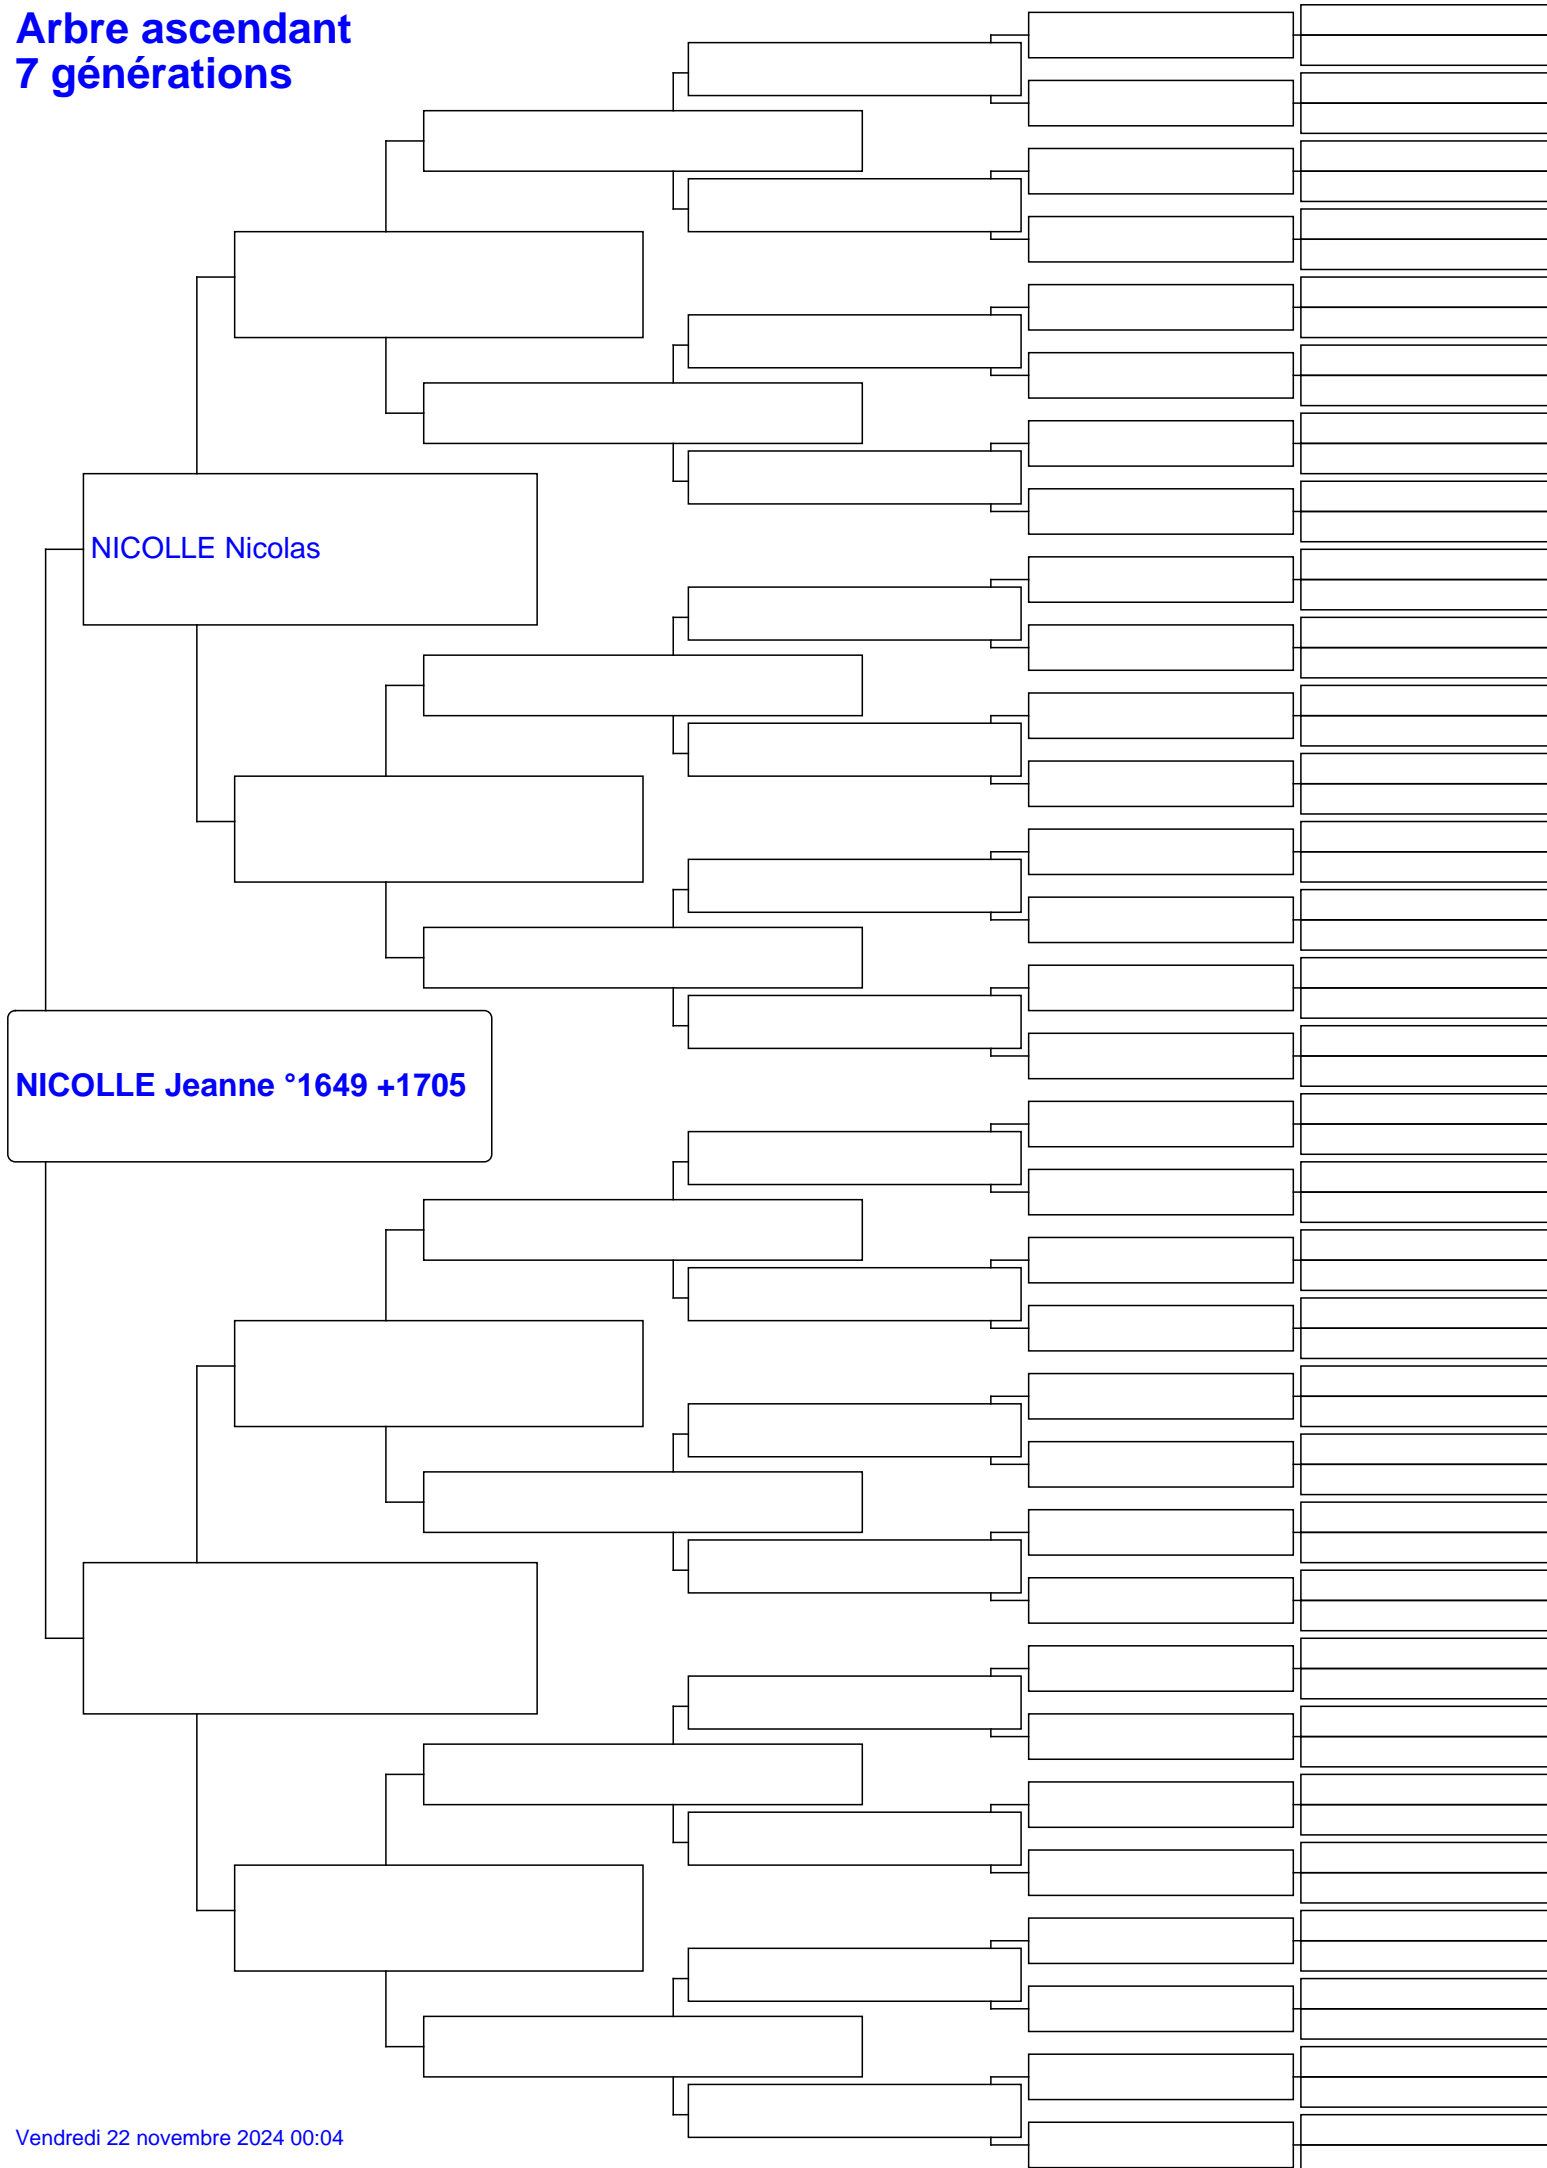 Arbre ascendant
7 générations
NICOLLE Nicolas
NICOLLE Jeanne °1649 +1705
Vendredi 22 novembre 2024 00:04